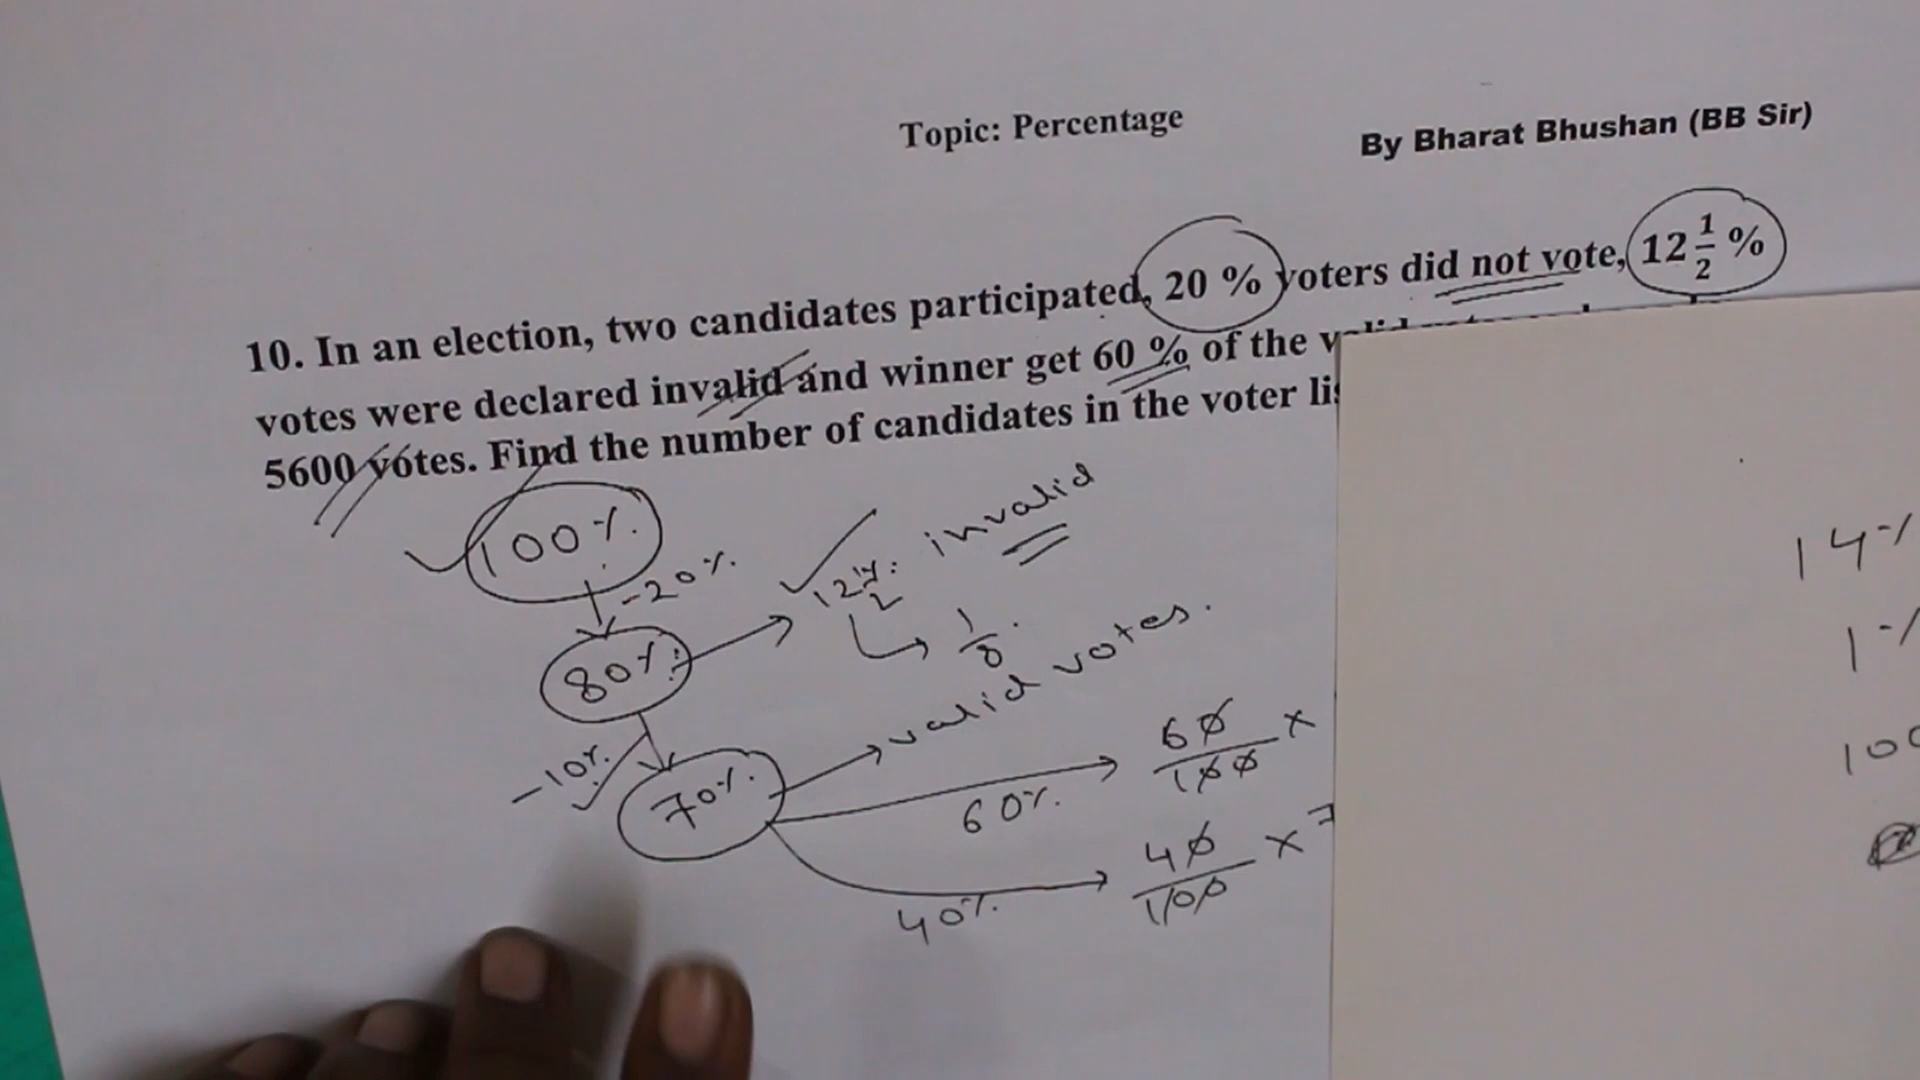 Topic: Percentage
By Bharat Bhushan (BB Sir)
10. In an election, two candidates participated, 20 % voters did not vote, 12 1/2 %
votes were declared invalid and winner get 60 % of the
5600 votes. Find the number of candidates in the voter
100%
-20%
80%
12 1/2 % invalid
1/8
-10%
70%
valid votes.
60%
60/100 ×
40%
40/100 × 7
14%
1%